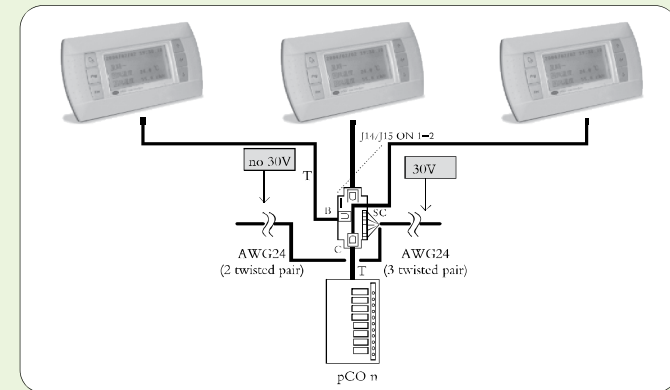 J14/J15 ON 1–2
no 30V
30V
T
B
SC
C
AWG24
(2 twisted pair)
AWG24
(3 twisted pair)
T
pCO n